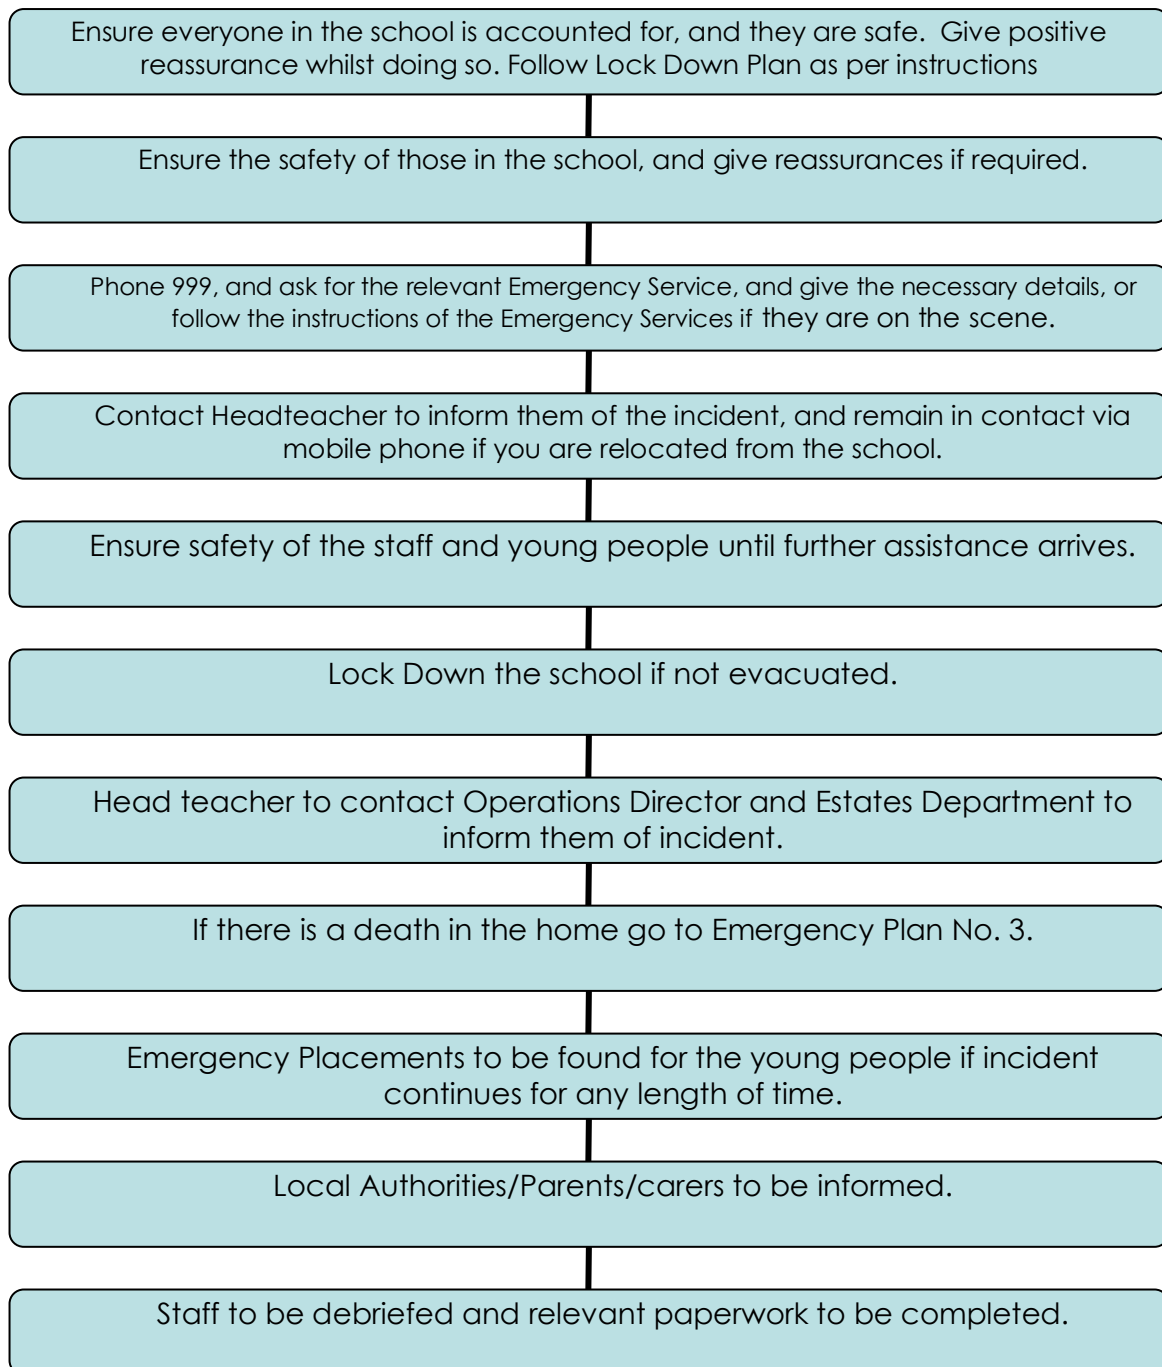 Ensure everyone in the school is accounted for, and they are safe.  Give positive
reassurance whilst doing so. Follow Lock Down Plan as per instructions
Ensure the safety of those in the school, and give reassurances if required.
Phone 999, and ask for the relevant Emergency Service, and give the necessary details, or
follow the instructions of the Emergency Services if they are on the scene.
Contact Headteacher to inform them of the incident, and remain in contact via
mobile phone if you are relocated from the school.
Ensure safety of the staff and young people until further assistance arrives.
Lock Down the school if not evacuated.
Head teacher to contact Operations Director and Estates Department to
inform them of incident.
If there is a death in the home go to Emergency Plan No. 3.
Emergency Placements to be found for the young people if incident
continues for any length of time.
Local Authorities/Parents/carers to be informed.
Staff to be debriefed and relevant paperwork to be completed.